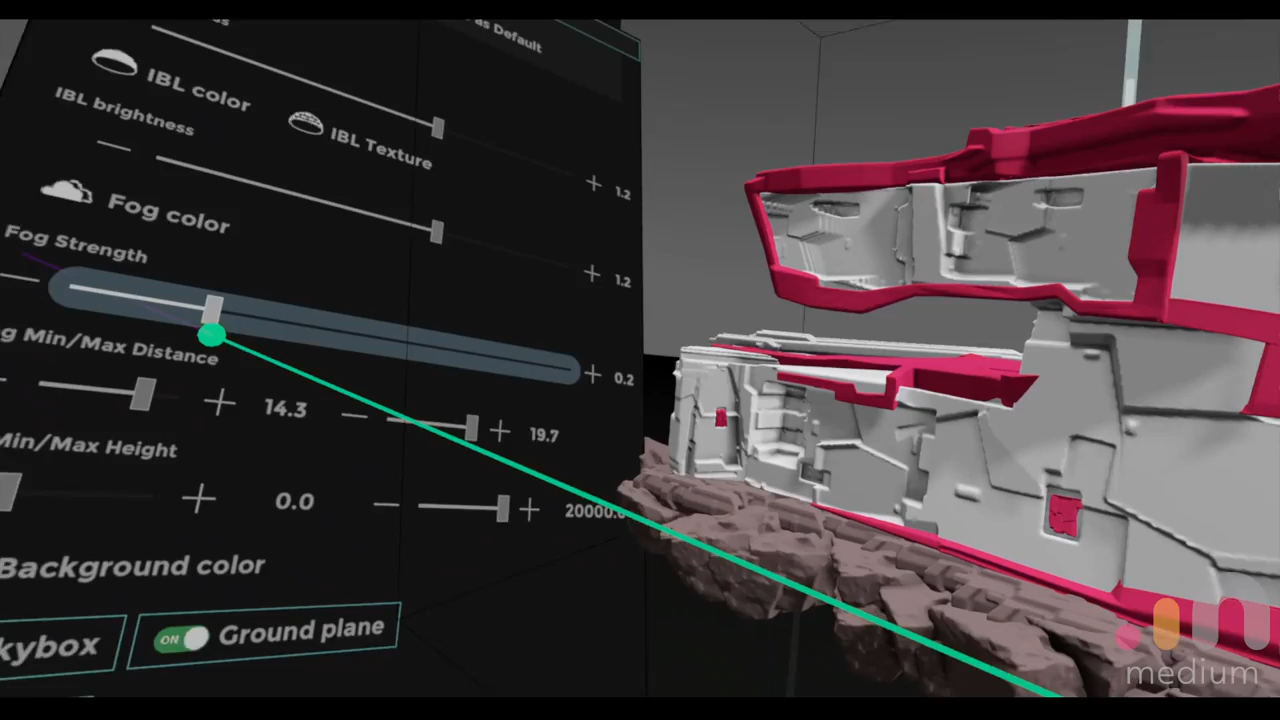 as Default
IBL color
IBL Texture
1.2
IBL brightness
1.2
Fog color
Fog Strength
0.2
Min/Max Distance
14.3
19.7
Min/Max Height
0.0
20000.
Background color
kybox
ON
Ground plane
medium